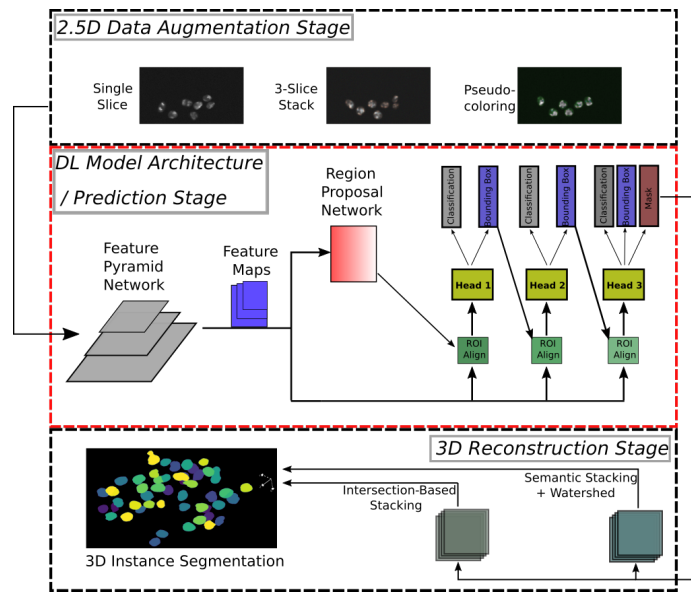 2.5D Data Augmentation Stage
Single
Slice
3-Slice
Stack
Pseudo-
coloring
DL Model Architecture
/ Prediction Stage
Region
Proposal
Network
Feature
Pyramid
Network
Feature
Maps
Classification
Bounding Box
Classification
Bounding Box
Classification
Bounding Box
Mask
Head 1
Head 2
Head 3
ROI
Align
ROI
Align
ROI
Align
3D Reconstruction Stage
Semantic Stacking
+ Watershed
Intersection-Based
Stacking
3D Instance Segmentation